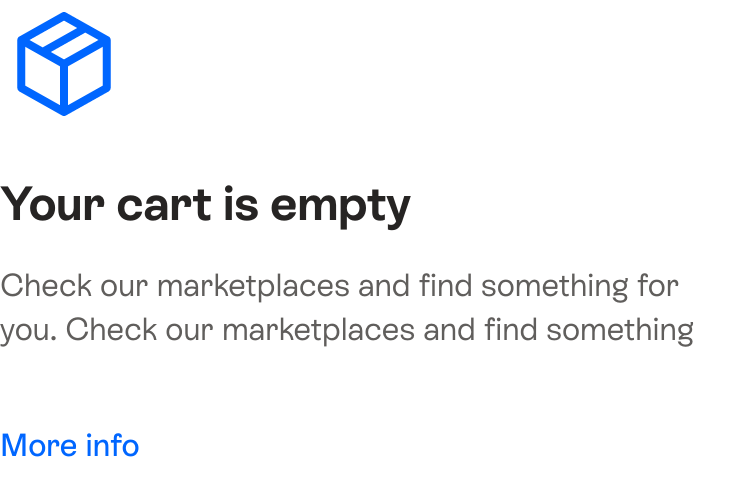 Your cart is empty
Check our marketplaces and find something for
you. Check our marketplaces and find something
More info